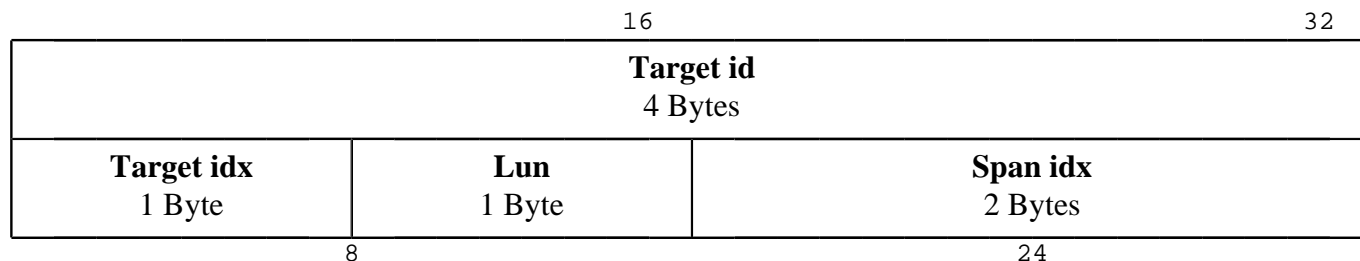 16 32
Target id
4 Bytes
Target idx Lun Span idx
1 Byte 1 Byte 2 Bytes
8 24